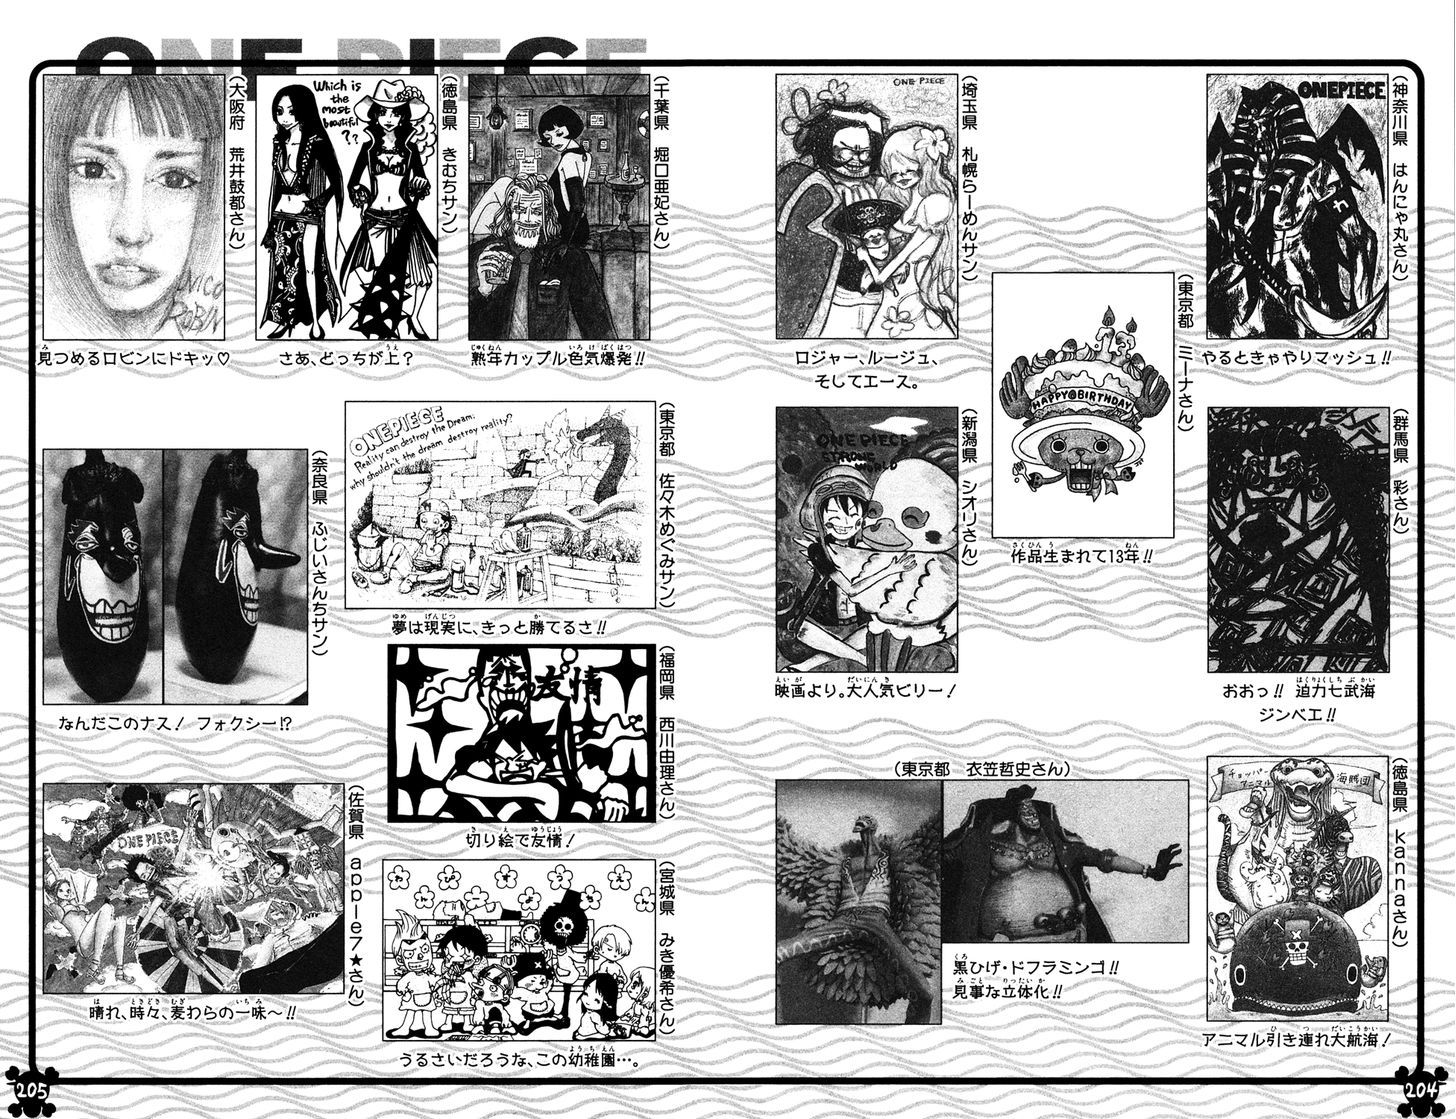 ONE PIECE
(神奈川県 はんにゃ丸さん)
ONEPIECE
やるときゃやりマッシュ!!
(群馬県 彩さん)
おおっ!! 迫力七武海
ジンベエ!!
(徳島県 kannaさん)
チョッパー
海賊団
アニマル引き連れ大航海!
(東京都 ミーナさん)
HAPPY BIRTHDAY
作品生まれて13年!!
(埼玉県 札幌らーめんサン)
ONE PIECE
ロジャー、ルージュ、
そしてエース。
(新潟県 シオリさん)
ONE PIECE
STRONG
WORLD
映画より。大人気ビリー!
(東京都 衣笠哲史さん)
黒ひげ・ドフラミンゴ!!
見事な立体化!!
204
(千葉県 堀口亜妃さん)
熟年カップル色気爆発!!
(徳島県 きむちサン)
Which is
the
most
beautiful
??
さあ、どっちが上?
(大阪府 荒井鼓都さん)
NICO
ROBIN
見つめるロビンにドキッ♡
(東京都 佐々木めぐみサン)
ONEPIECE
Reality can destroy the Dream;
why shouldn't the dream destroy reality?
夢は現実に、きっと勝てるさ!!
(奈良県 ふじいさんちサン)
なんだこのナス! フォクシー!?
(福岡県 西川由理さん)
友情
切り絵で友情!
(佐賀県 apple7★さん)
ONE PIECE
晴れ、時々、麦わらの一味〜!!
(宮城県 みき優希さん)
うるさいだろうな、この幼稚園…。
205